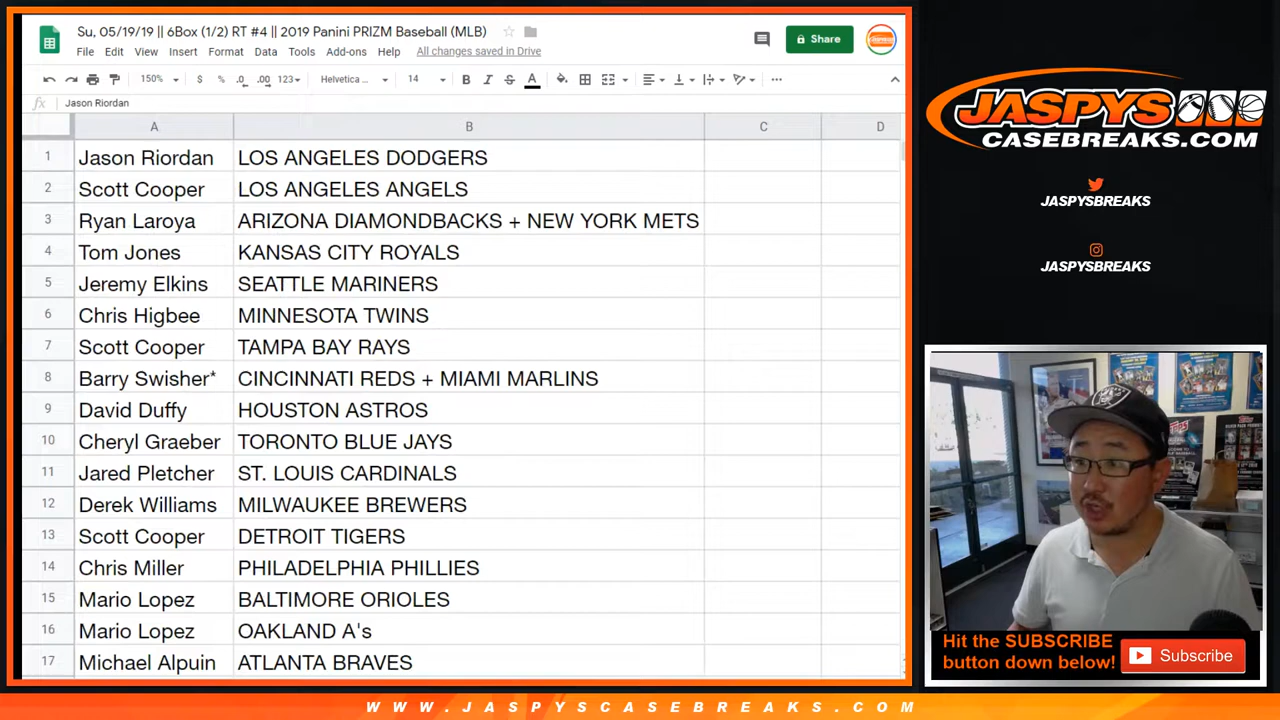 Su, 05/19/19 || 6Box (1/2) RT #4 || 2019 Panini PRIZM Baseball (MLB)
File Edit View Insert Format Data Tools Add-ons Help All changes saved in Drive
Share
150% $ % .0 .00 123 Helvetica ... 14 B I S A
fx Jason Riordan
A B C D
1 Jason Riordan LOS ANGELES DODGERS
2 Scott Cooper LOS ANGELES ANGELS
3 Ryan Laroya ARIZONA DIAMONDBACKS + NEW YORK METS
4 Tom Jones KANSAS CITY ROYALS
5 Jeremy Elkins SEATTLE MARINERS
6 Chris Higbee MINNESOTA TWINS
7 Scott Cooper TAMPA BAY RAYS
8 Barry Swisher* CINCINNATI REDS + MIAMI MARLINS
9 David Duffy HOUSTON ASTROS
10 Cheryl Graeber TORONTO BLUE JAYS
11 Jared Pletcher ST. LOUIS CARDINALS
12 Derek Williams MILWAUKEE BREWERS
13 Scott Cooper DETROIT TIGERS
14 Chris Miller PHILADELPHIA PHILLIES
15 Mario Lopez BALTIMORE ORIOLES
16 Mario Lopez OAKLAND A's
17 Michael Alpuin ATLANTA BRAVES
JASPYS
CASEBREAKS.COM
JASPYSBREAKS
JASPYSBREAKS
Hit the SUBSCRIBE
button down below!
Subscribe
WWW.JASPYSCASEBREAKS.COM